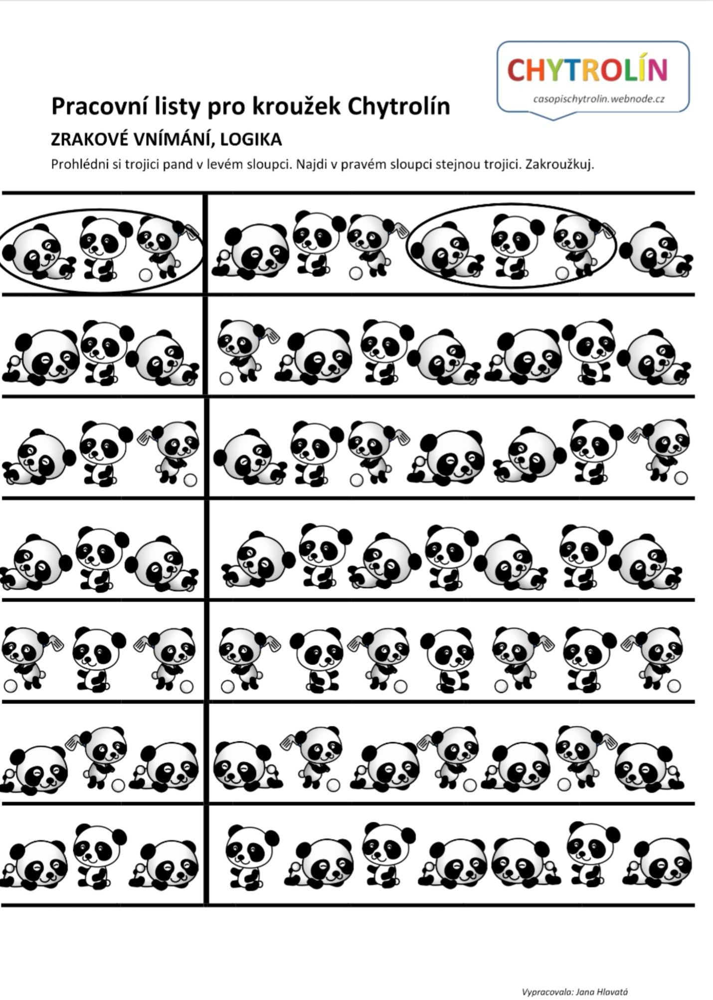 CHYTROLÍN
casopischytrolin.webnode.cz
Pracovní listy pro kroužek Chytrolín
ZRAKOVÉ VNÍMÁNÍ, LOGIKA
Prohlédni si trojici pand v levém sloupci. Najdi v pravém sloupci stejnou trojici. Zakroužkuj.
Vypracovala: Jana Hlavatá